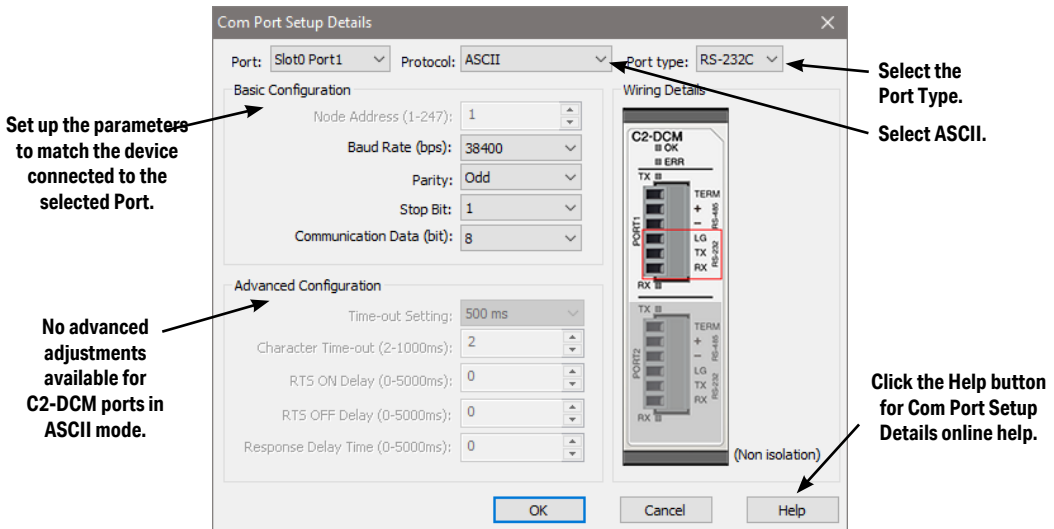 Com Port Setup Details
Port: Slot0 Port1 Protocol: ASCII Port type: RS-232C
Basic Configuration
Node Address (1-247): 1
Baud Rate (bps): 38400
Parity: Odd
Stop Bit: 1
Communication Data (bit): 8
Advanced Configuration
Time-out Setting: 500 ms
Character Time-out (2-1000ms): 2
RTS ON Delay (0-5000ms): 0
RTS OFF Delay (0-5000ms): 0
Response Delay Time (0-5000ms): 0
Wiring Details
C2-DCM
OK
ERR
TX
TERM
+
–
RS-485
PORT1
LG
TX
RX
RS-232
RX
TX
TERM
+
–
RS-485
PORT2
LG
TX
RX
RS-232
RX
(Non isolation)
OK Cancel Help
Set up the parameters
to match the device
connected to the
selected Port.
No advanced
adjustments
available for
C2-DCM ports in
ASCII mode.
Select the
Port Type.
Select ASCII.
Click the Help button
for Com Port Setup
Details online help.